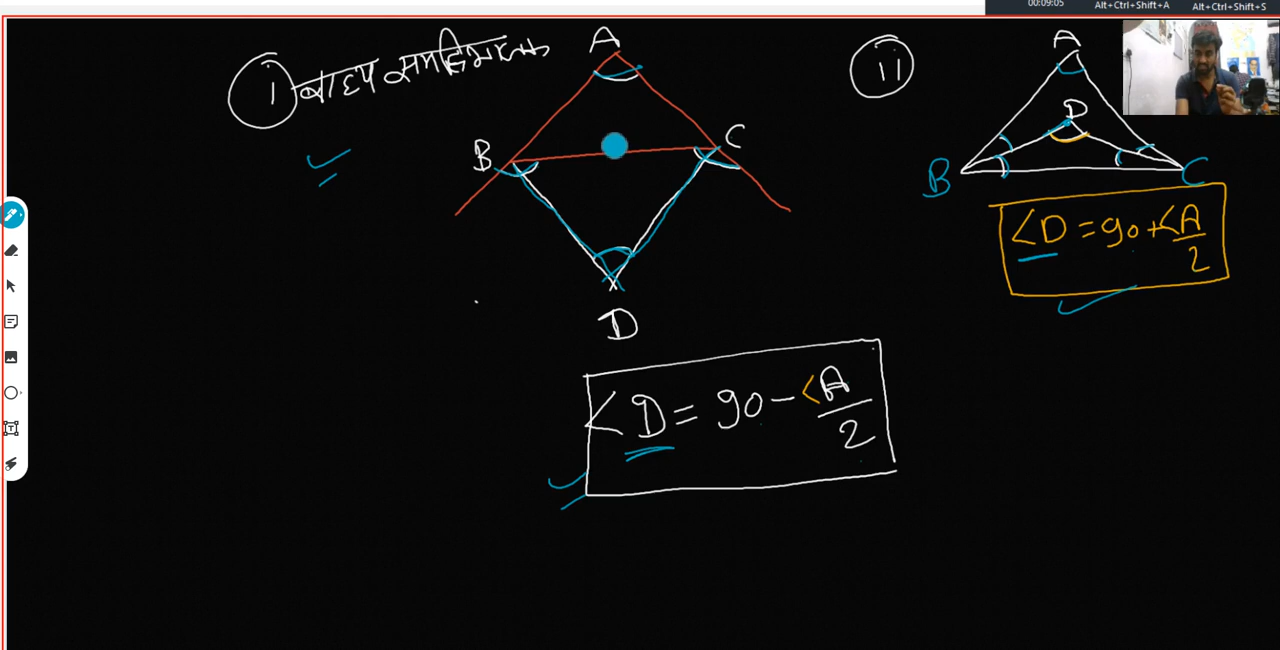 00:09:05 Alt+Ctrl+Shift+A Alt+Ctrl+Shift+S
i बाह्य समद्विभाजक
A
B
C
D
∠D = 90 - ∠A/2
ii
A
D
B
C
∠D = 90 + ∠A/2